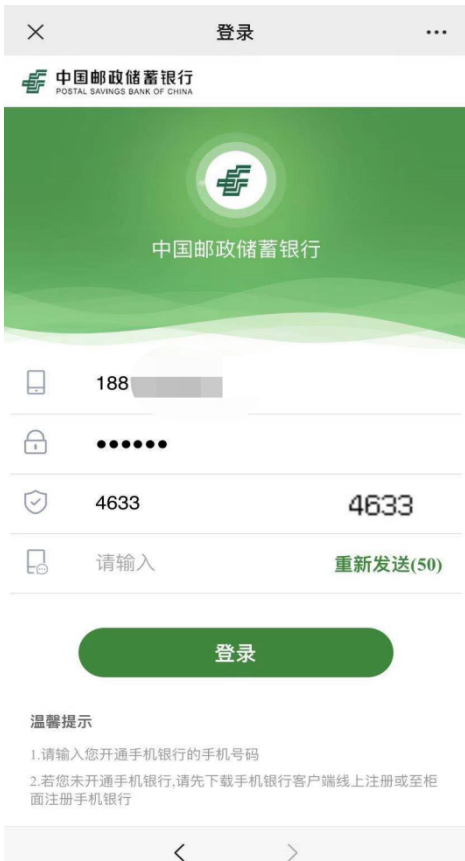 登录
中国邮政储蓄银行
POSTAL SAVINGS BANK OF CHINA
中国邮政储蓄银行
188
●●●●●●
4633 4633
请输入 重新发送(50)
登录
温馨提示
1.请输入您开通手机银行的手机号码
2.若您未开通手机银行,请先下载手机银行客户端线上注册或至柜
面注册手机银行